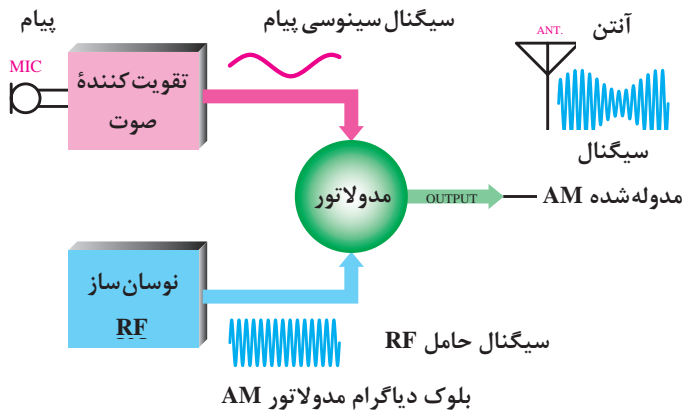 پیام
سیگنال سینوسی پیام
آنتن
MIC
ANT.
تقویت کنندۀ
صوت
سیگنال
مدوله‌شده AM
مدولاتور
OUTPUT
نوسان‌ساز
RF
سیگنال حامل RF
بلوک دیاگرام مدولاتور AM